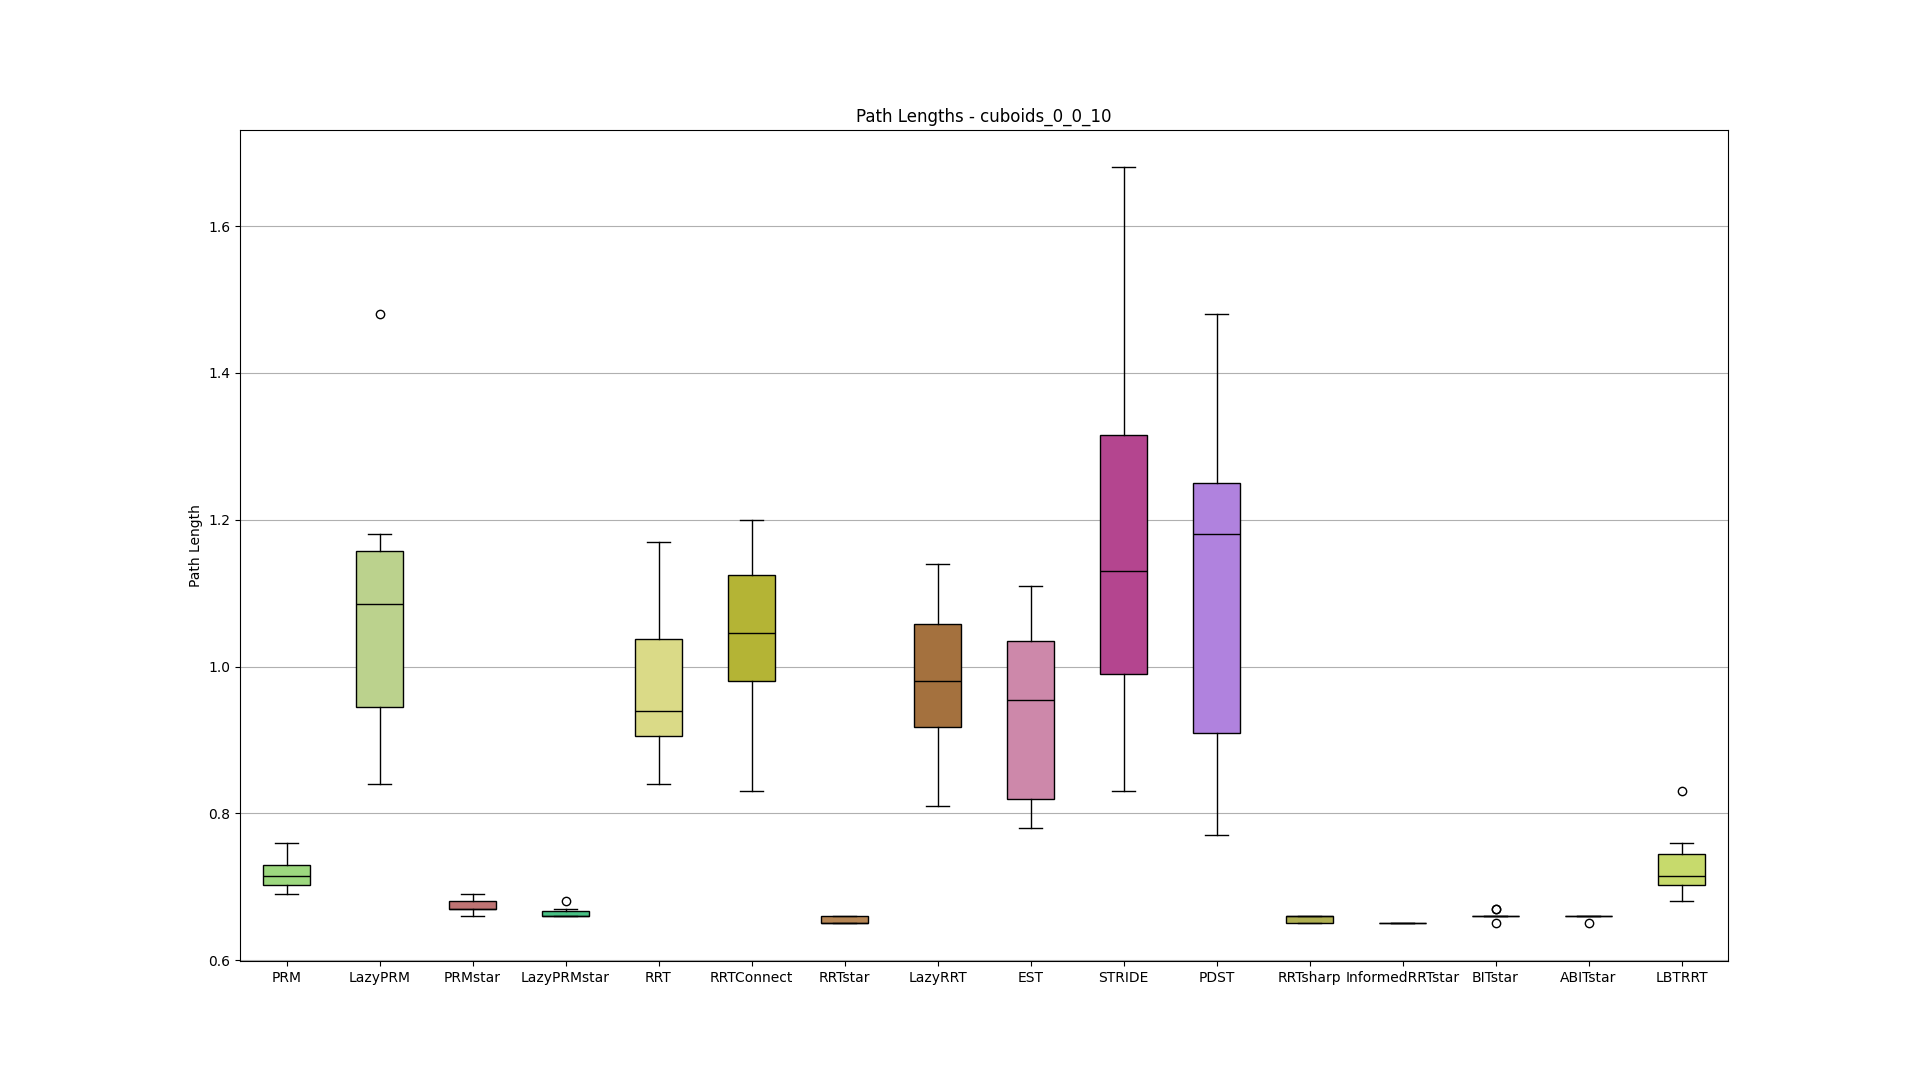 Path Lengths - cuboids_0_0_10
Path Length
1.6
1.4
1.2
1.0
0.8
0.6
PRM LazyPRM PRMstar LazyPRMstar RRT RRTConnect RRTstar LazyRRT EST STRIDE PDST RRTsharp InformedRRTstar BITstar ABITstar LBTRRT